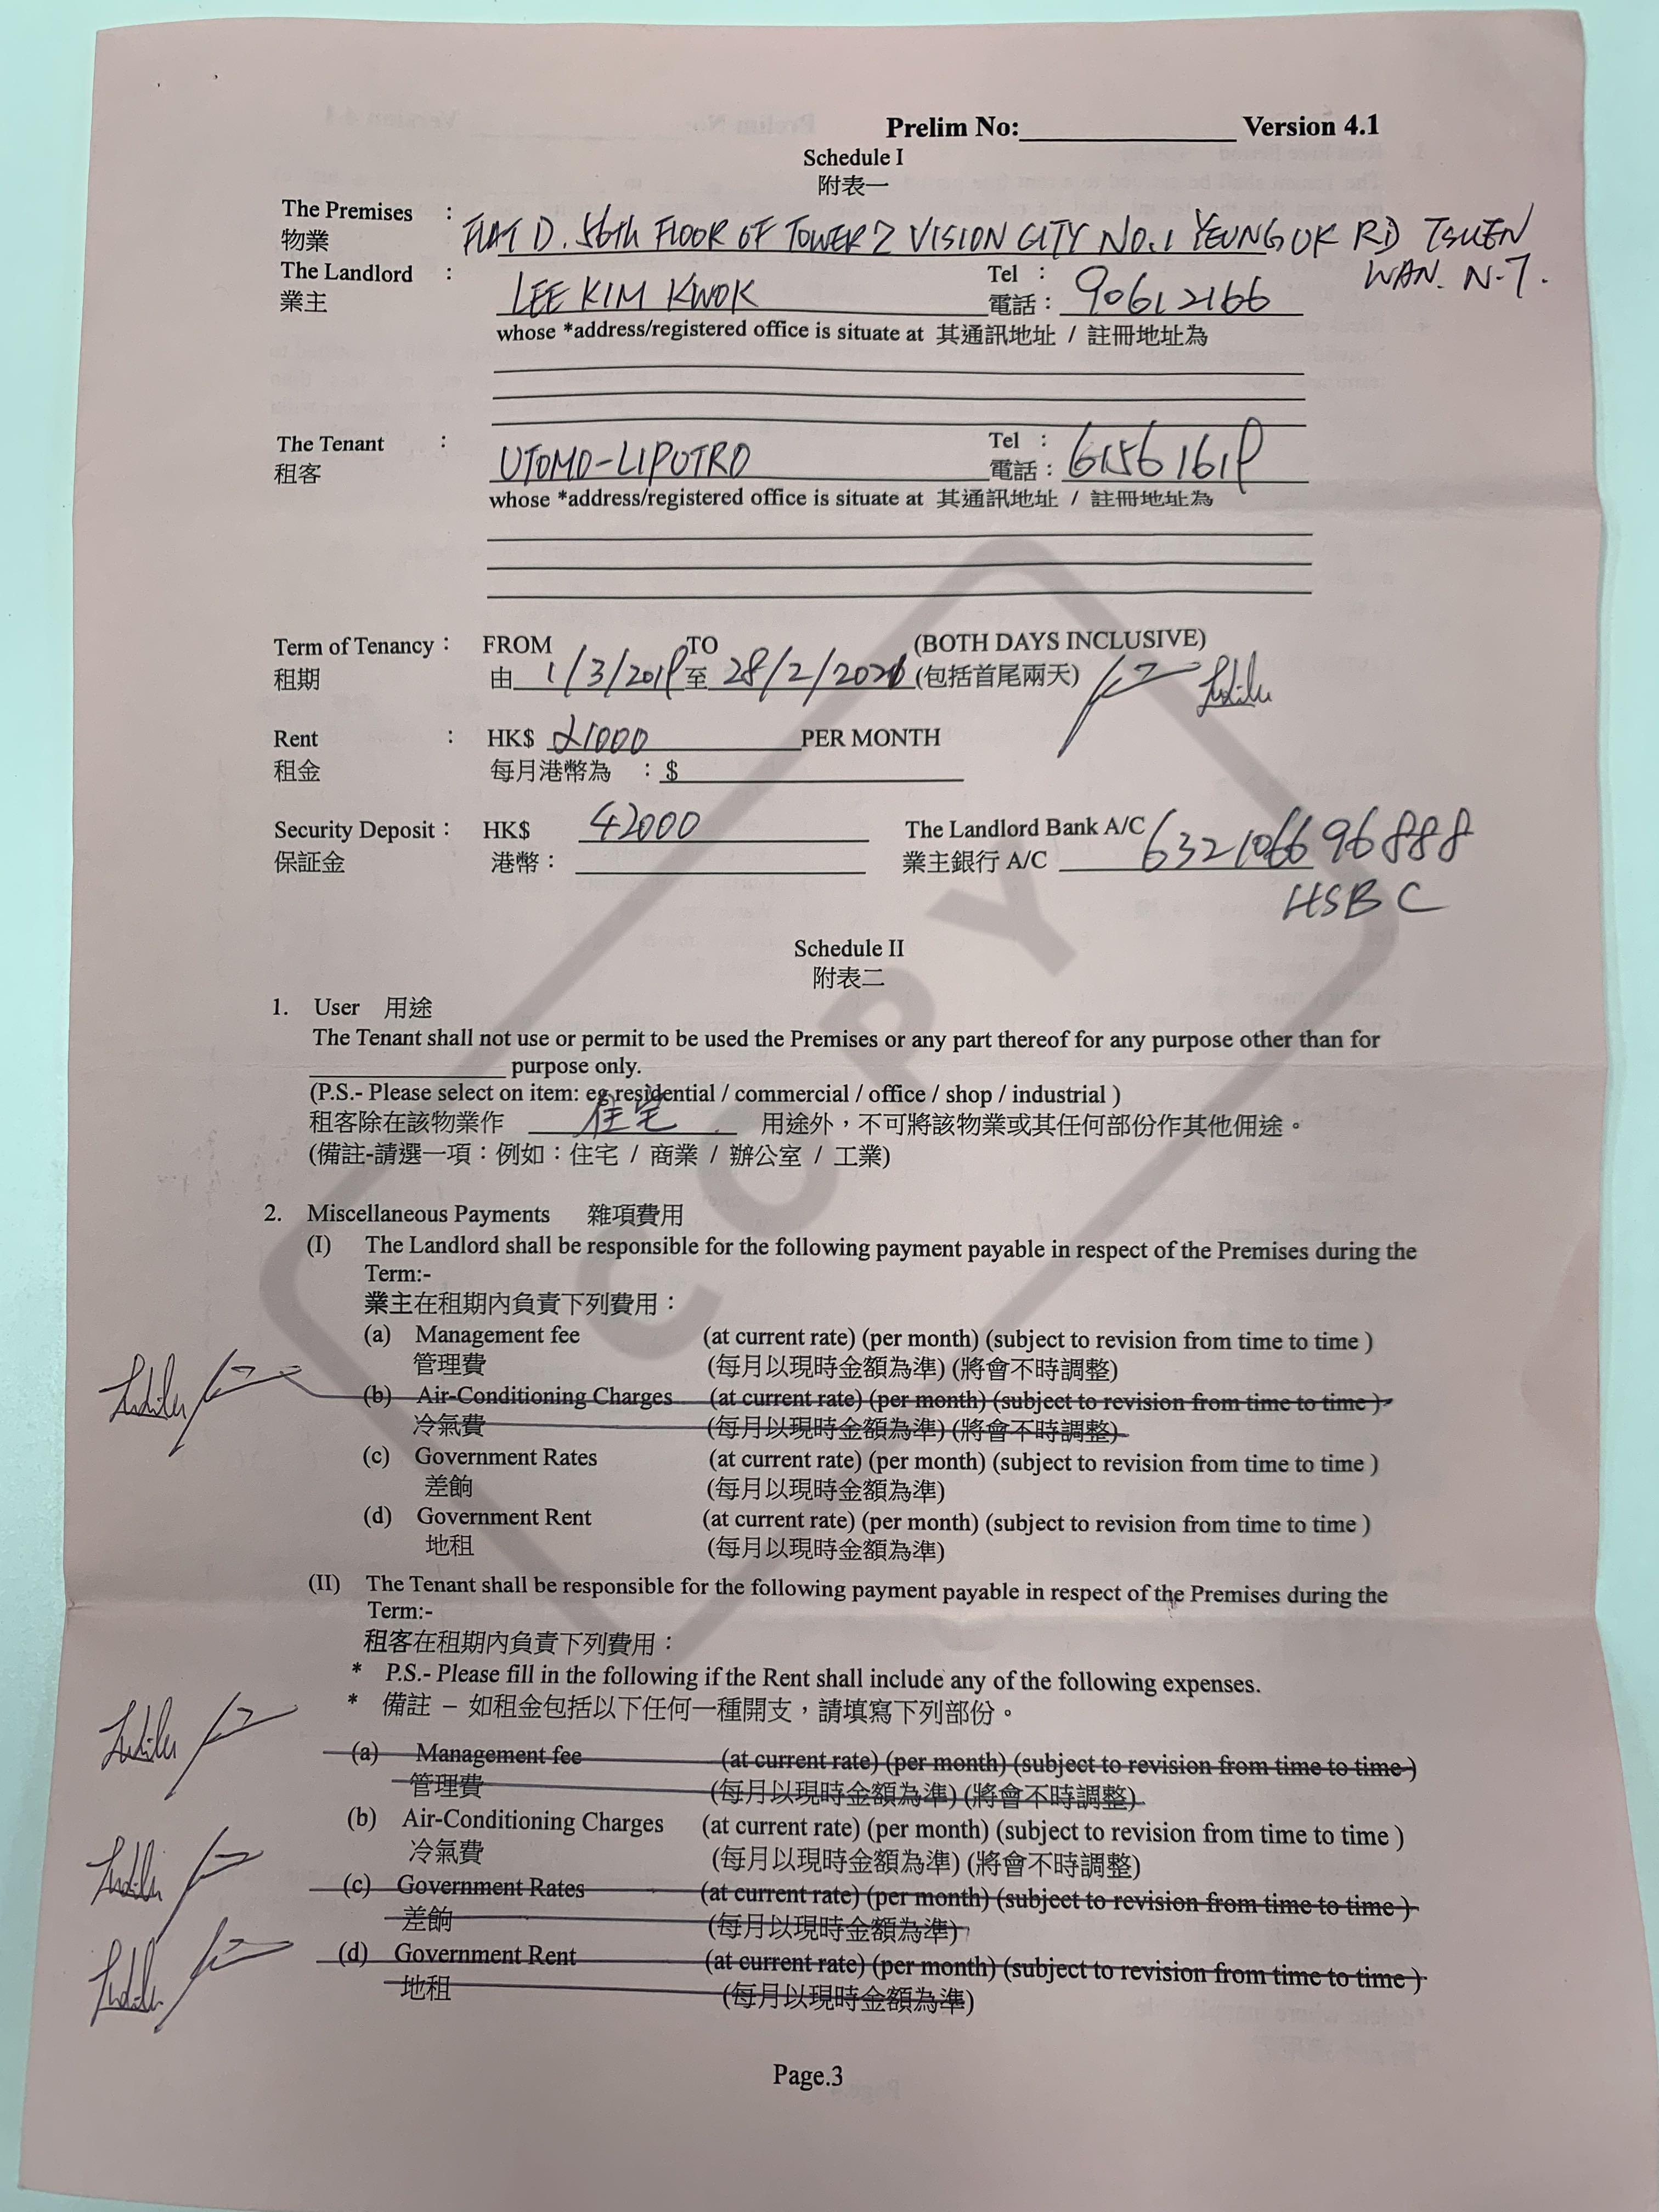 Prelim No:____________ Version 4.1
Schedule I
附表一
The Premises : FLAT D. 56th FLOOR OF TOWER 2 VISION CITY NO.1 YEUNG UK RD TSUEN
物業
WAN. N.T.
The Landlord : LEE KIM KWOK Tel : 90612166
業主 電話：
whose *address/registered office is situate at 其通訊地址 / 註冊地址為
The Tenant : UTOMO-LIPUTRO Tel : 61561619
租客 電話：
whose *address/registered office is situate at 其通訊地址 / 註冊地址為
Term of Tenancy : FROM TO (BOTH DAYS INCLUSIVE)
租期 由 1/3/2019 至 28/2/2021 (包括首尾兩天)
Rent : HK$ 21000 PER MONTH
租金 每月港幣為 : $
Security Deposit : HK$ 42000 The Landlord Bank A/C 632106696888
保証金 港幣： 業主銀行 A/C
HSBC
Schedule II
附表二
1. User 用途
The Tenant shall not use or permit to be used the Premises or any part thereof for any purpose other than for
____________ purpose only.
(P.S.- Please select on item: eg residential / commercial / office / shop / industrial )
租客除在該物業作 住宅 用途外，不可將該物業或其任何部份作其他佣途。
(備註-請選一項：例如：住宅 / 商業 / 辦公室 / 工業)
2. Miscellaneous Payments 雜項費用
(I) The Landlord shall be responsible for the following payment payable in respect of the Premises during the
Term:-
業主在租期內負責下列費用：
(a) Management fee (at current rate) (per month) (subject to revision from time to time )
管理費 (每月以現時金額為準) (將會不時調整)
(b) Air-Conditioning Charges (at current rate) (per month) (subject to revision from time to time )
冷氣費 (每月以現時金額為準) (將會不時調整)
(c) Government Rates (at current rate) (per month) (subject to revision from time to time )
差餉 (每月以現時金額為準)
(d) Government Rent (at current rate) (per month) (subject to revision from time to time )
地租 (每月以現時金額為準)
(II) The Tenant shall be responsible for the following payment payable in respect of the Premises during the
Term:-
租客在租期內負責下列費用：
* P.S.- Please fill in the following if the Rent shall include any of the following expenses.
* 備註 – 如租金包括以下任何一種開支，請填寫下列部份。
(a) Management fee (at current rate) (per month) (subject to revision from time to time )
管理費 (每月以現時金額為準) (將會不時調整)
(b) Air-Conditioning Charges (at current rate) (per month) (subject to revision from time to time )
冷氣費 (每月以現時金額為準) (將會不時調整)
(c) Government Rates (at current rate) (per month) (subject to revision from time to time )
差餉 (每月以現時金額為準)
(d) Government Rent (at current rate) (per month) (subject to revision from time to time )
地租 (每月以現時金額為準)
Page.3
COPY